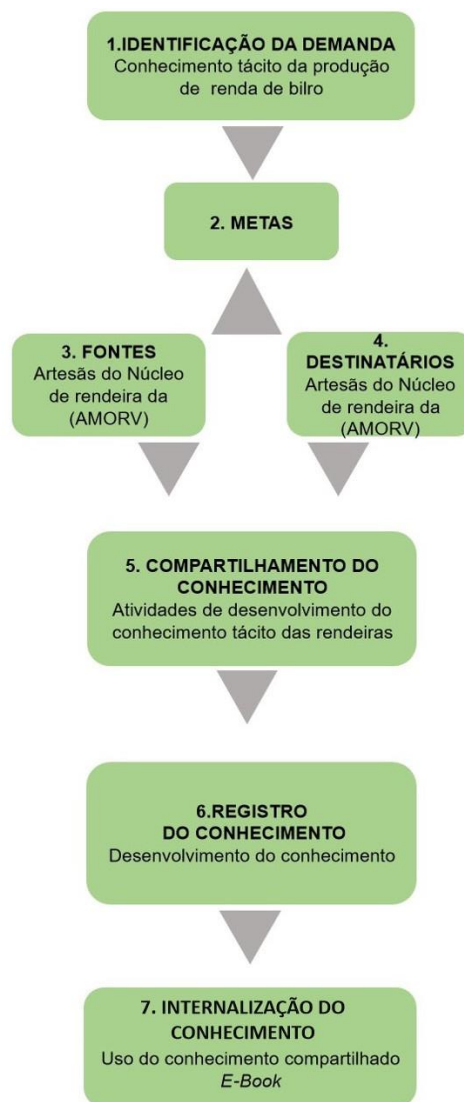 1.IDENTIFICAÇÃO DA DEMANDA
Conhecimento tácito da produção
de renda de bilro
2. METAS
3. FONTES
Artesãs do Núcleo
de rendeira da
(AMORV)
4.
DESTINATÁRIOS
Artesãs do Núcleo
de rendeira da
(AMORV)
5. COMPARTILHAMENTO DO
CONHECIMENTO
Atividades de desenvolvimento do
conhecimento tácito das rendeiras
6.REGISTRO
DO CONHECIMENTO
Desenvolvimento do conhecimento
7. INTERNALIZAÇÃO DO
CONHECIMENTO
Uso do conhecimento compartilhado
E-Book